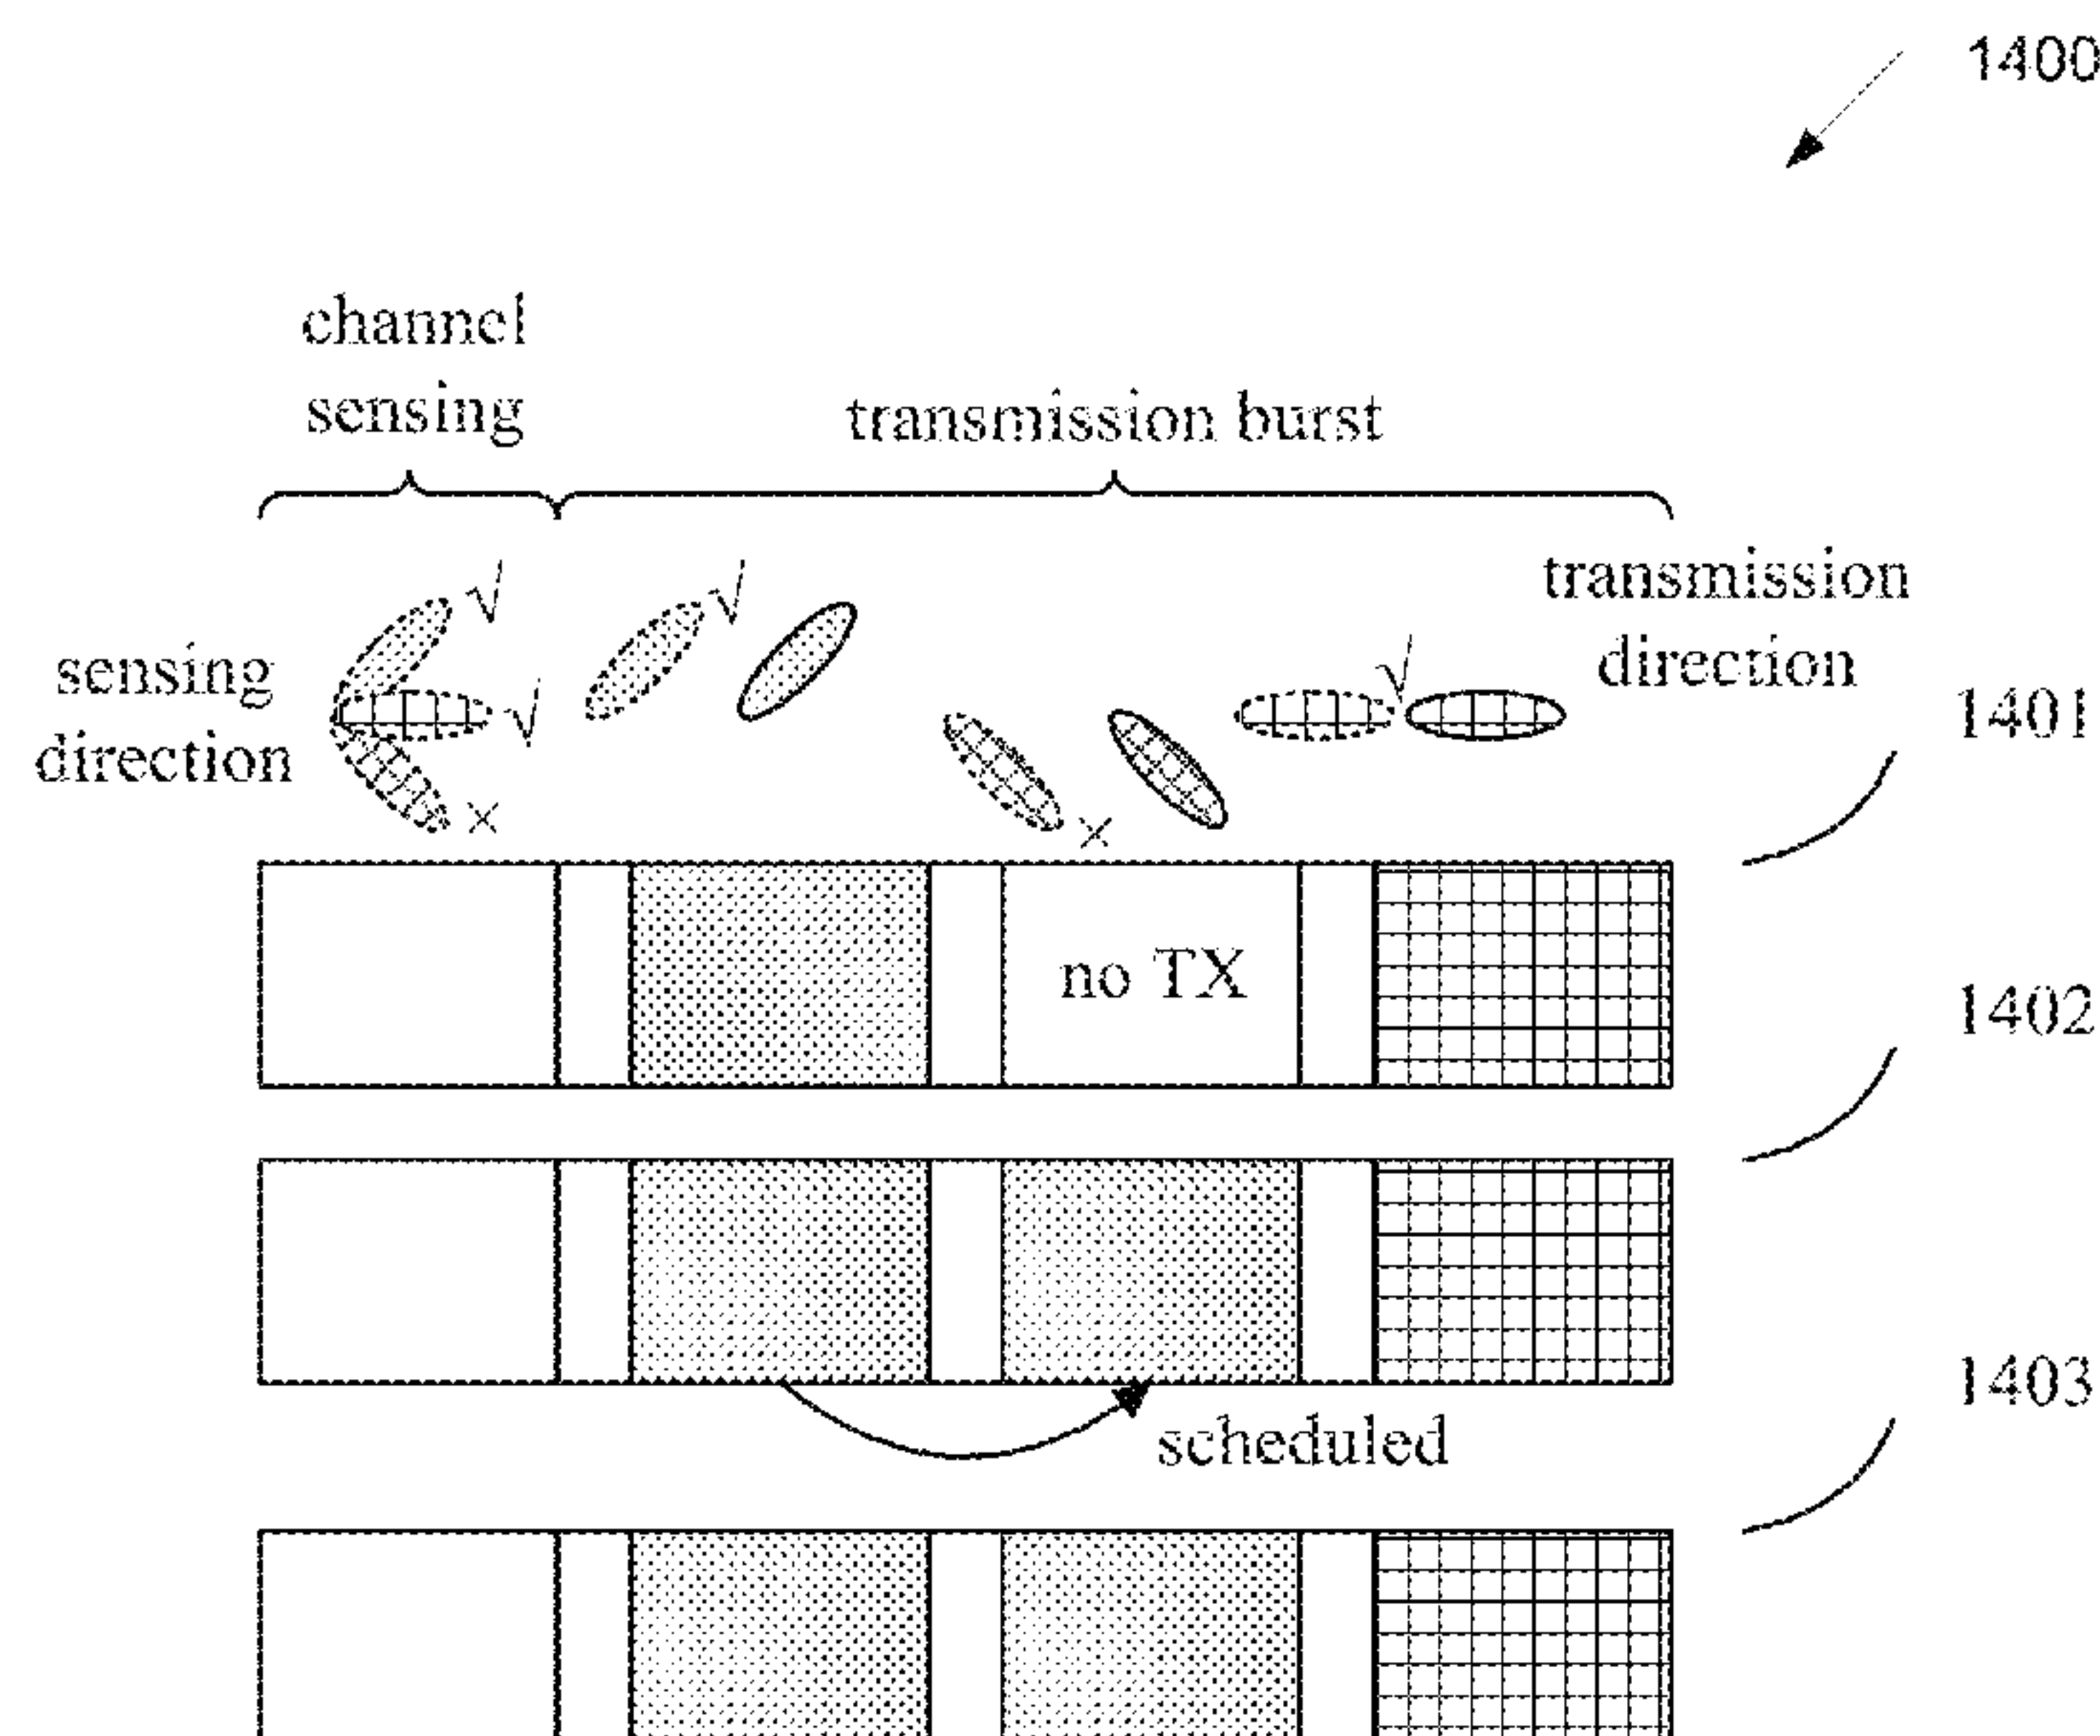 1400
channel
sensing
transmission burst
√
√
transmission
direction
√
sensing
direction
√
1401
×
×
no TX
1402
1403
scheduled